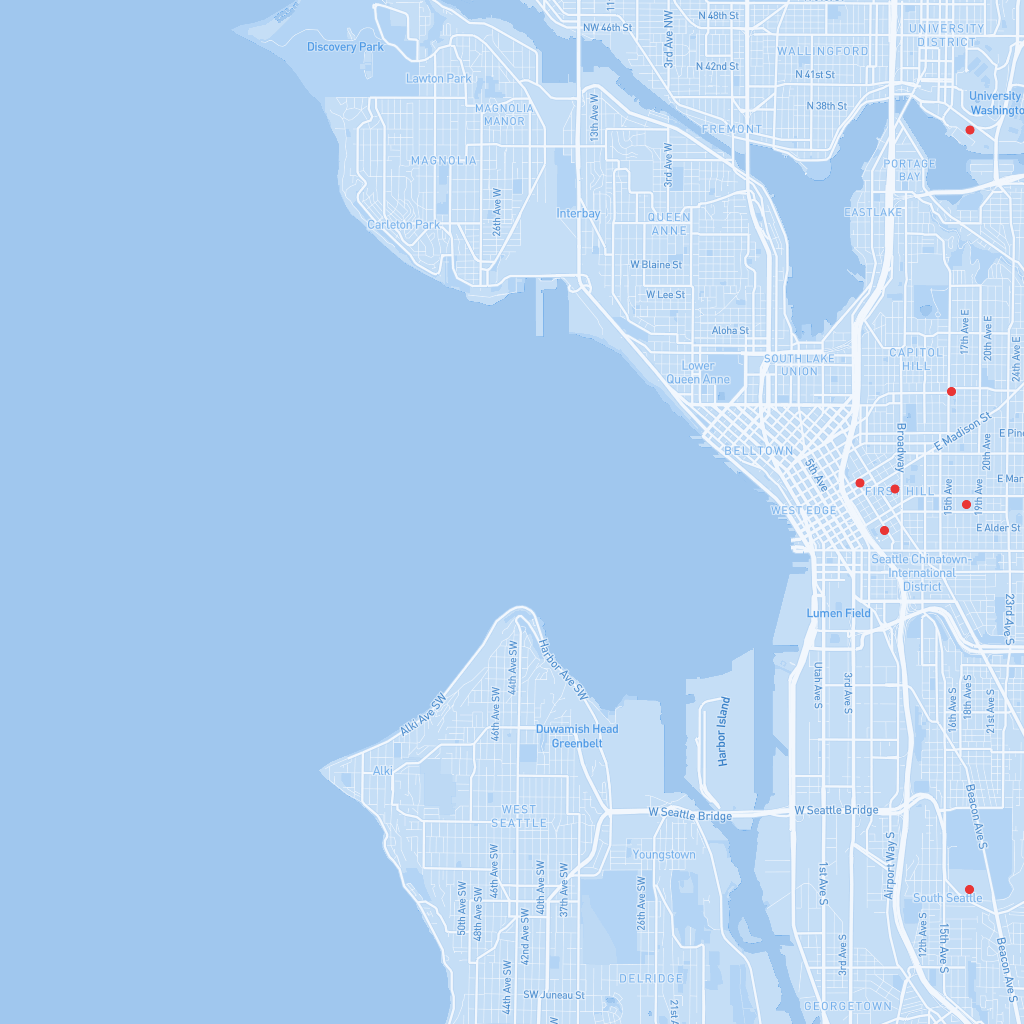 N 48th St
NW 46th St
3rd Ave NW
UNIVERSITY
DISTRICT
WALLINGFORD
Discovery Park
N 42nd St
N 41st St
Lawton Park
University
Washington
MAGNOLIA
MANOR
N 38th St
13th Ave W
FREMONT
MAGNOLIA
3rd Ave W
PORTAGE
BAY
26th Ave W
Interbay
QUEEN
ANNE
EASTLAKE
Carleton Park
W Blaine St
W Lee St
Aloha St
17th Ave E
20th Ave E
24th Ave E
SOUTH LAKE
UNION
CAPITOL
HILL
Lower
Queen Anne
E Madison St
Broadway
E Pine
BELLTOWN
5th Ave
20th Ave
E Mar
FIRST HILL
15th Ave
19th Ave
WEST EDGE
E Alder St
Seattle Chinatown-
International
District
Lumen Field
23rd Ave S
44th Ave SW
Harbor Ave SW
Utah Ave S
3rd Ave S
16th Ave S
18th Ave S
21st Ave S
46th Ave SW
Alki Ave SW
Harbor Island
Duwamish Head
Greenbelt
Alki
WEST
SEATTLE
W Seattle Bridge
W Seattle Bridge
Beacon Ave S
Youngstown
46th Ave SW
40th Ave SW
37th Ave SW
26th Ave SW
1st Ave S
Airport Way S
50th Ave SW
48th Ave SW
42nd Ave SW
South Seattle
12th Ave S
15th Ave S
3rd Ave S
Beacon Ave S
44th Ave SW
DELRIDGE
SW Juneau St
21st A
GEORGETOWN